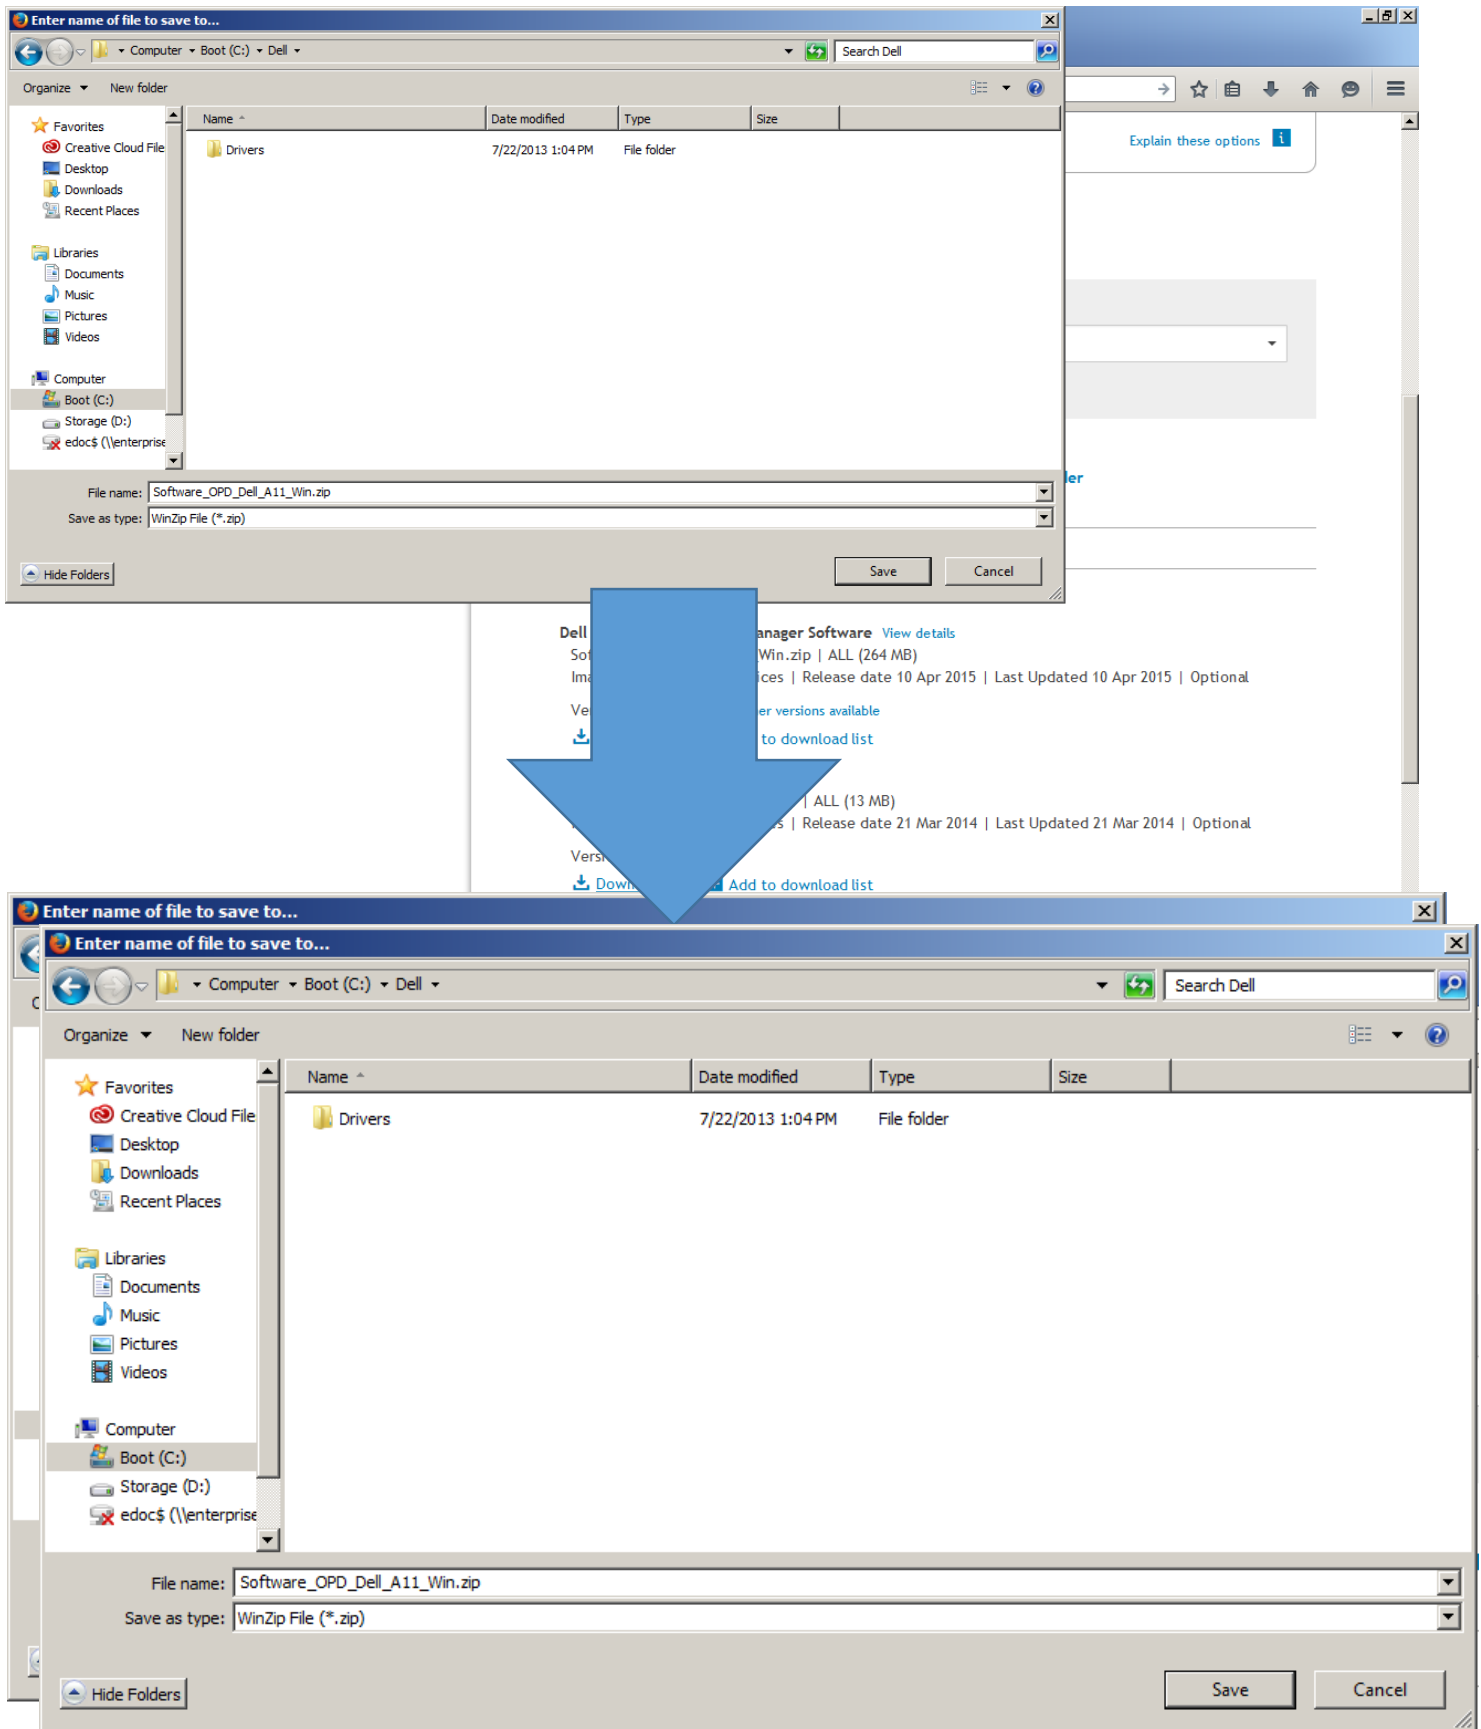 Enter name of file to save to...
Computer Boot (C:) Dell
Search Dell
Organize New folder
Name Date modified Type Size
Favorites
Creative Cloud File
Desktop
Downloads
Recent Places
Libraries
Documents
Music
Pictures
Videos
Computer
Boot (C:)
Storage (D:)
edoc$ (\\enterprise
Drivers 7/22/2013 1:04 PM File folder
File name: Software_OPD_Dell_A11_Win.zip
Save as type: WinZip File (*.zip)
Hide Folders
Save Cancel
Explain these options i
Dell anager Software View details
Win.zip | ALL (264 MB)
ices | Release date 10 Apr 2015 | Last Updated 10 Apr 2015 | Optional
er versions available
to download list
| ALL (13 MB)
| Release date 21 Mar 2014 | Last Updated 21 Mar 2014 | Optional
Versi
Down Add to download list
Enter name of file to save to...
Enter name of file to save to...
Computer Boot (C:) Dell
Search Dell
Organize New folder
Name Date modified Type Size
Favorites
Creative Cloud File
Desktop
Downloads
Recent Places
Libraries
Documents
Music
Pictures
Videos
Computer
Boot (C:)
Storage (D:)
edoc$ (\\enterprise
Drivers 7/22/2013 1:04 PM File folder
File name: Software_OPD_Dell_A11_Win.zip
Save as type: WinZip File (*.zip)
Hide Folders
Save Cancel